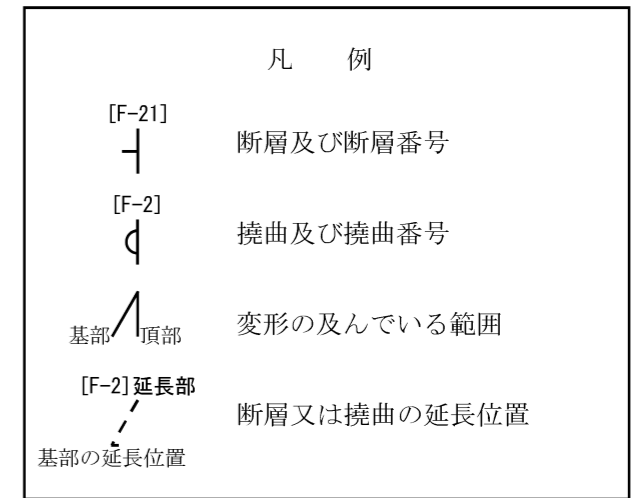 凡　例
[F-21]
断層及び断層番号
[F-2]
撓曲及び撓曲番号
基部 頂部
変形の及んでいる範囲
[F-2]延長部
断層又は撓曲の延長位置
基部の延長位置